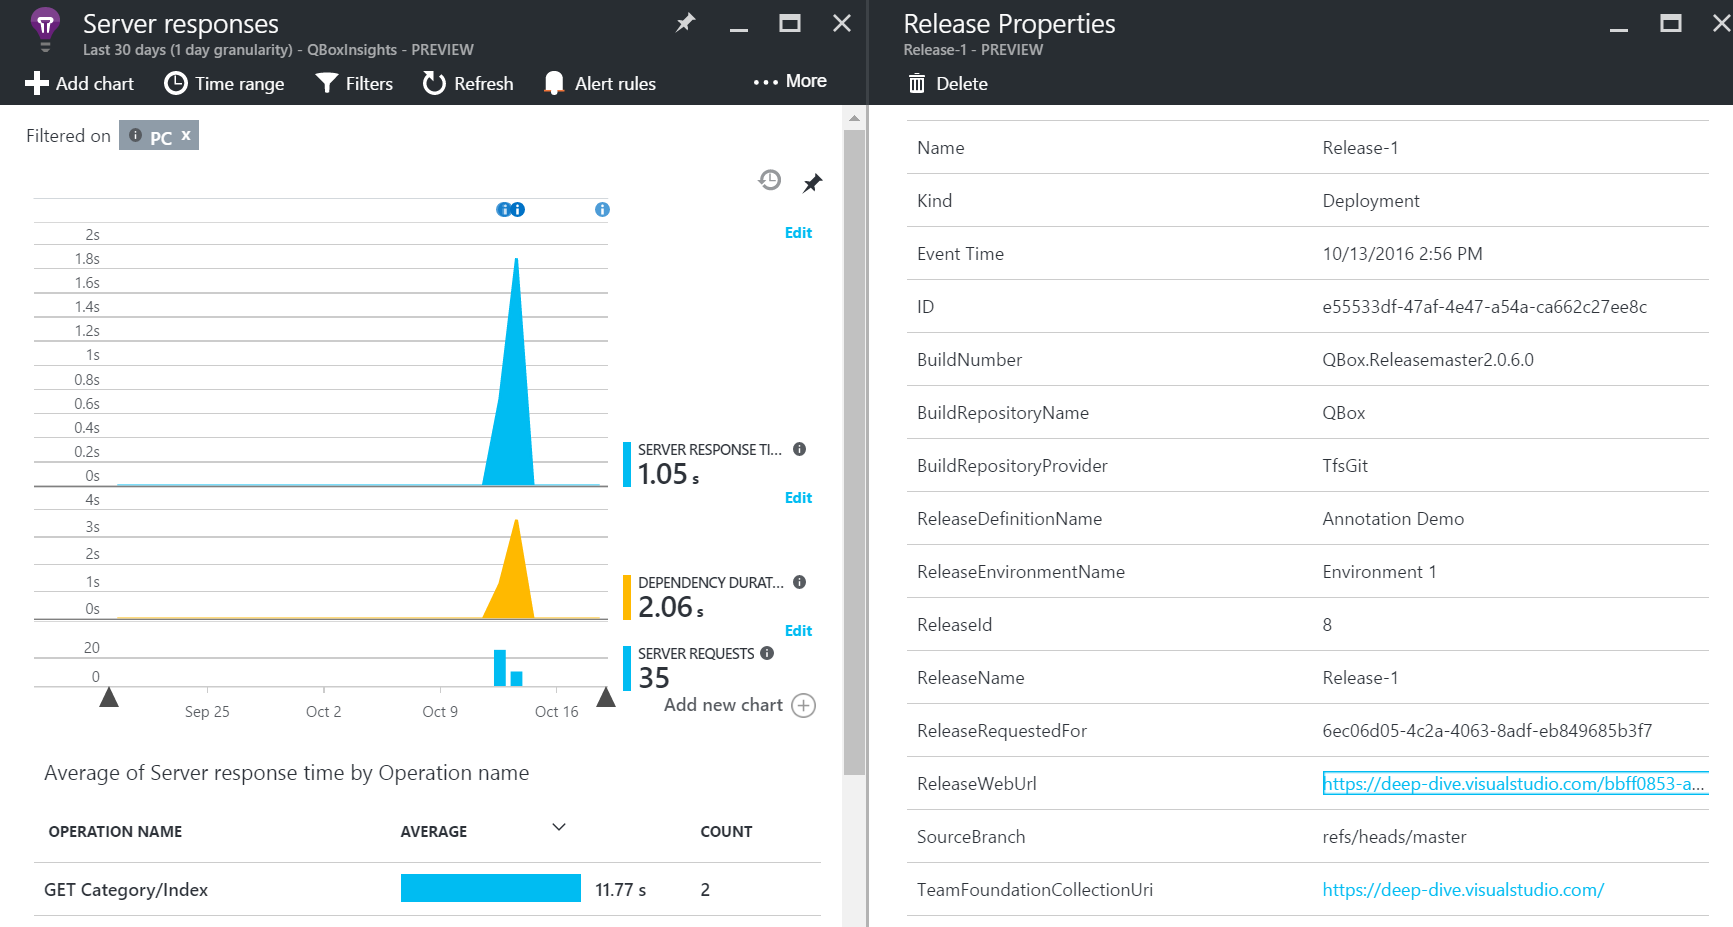 Server responses
Last 30 days (1 day granularity) - QBoxInsights - PREVIEW
Add chart Time range Filters Refresh Alert rules ••• More
Filtered on PC x
Edit
2s
1.8s
1.6s
1.4s
1.2s
1s
0.8s
0.6s
0.4s
0.2s
0s
SERVER RESPONSE TI...
1.05 s
Edit
4s
3s
2s
1s
0s
DEPENDENCY DURAT...
2.06 s
Edit
20
0
SERVER REQUESTS
35
Add new chart
Sep 25 Oct 2 Oct 9 Oct 16
Average of Server response time by Operation name
OPERATION NAME AVERAGE COUNT
GET Category/Index 11.77 s 2
Release Properties
Release-1 - PREVIEW
Delete
Name Release-1
Kind Deployment
Event Time 10/13/2016 2:56 PM
ID e55533df-47af-4e47-a54a-ca662c27ee8c
BuildNumber QBox.Releasemaster2.0.6.0
BuildRepositoryName QBox
BuildRepositoryProvider TfsGit
ReleaseDefinitionName Annotation Demo
ReleaseEnvironmentName Environment 1
ReleaseId 8
ReleaseName Release-1
ReleaseRequestedFor 6ec06d05-4c2a-4063-8adf-eb849685b3f7
ReleaseWebUrl https://deep-dive.visualstudio.com/bbff0853-a...
SourceBranch refs/heads/master
TeamFoundationCollectionUri https://deep-dive.visualstudio.com/